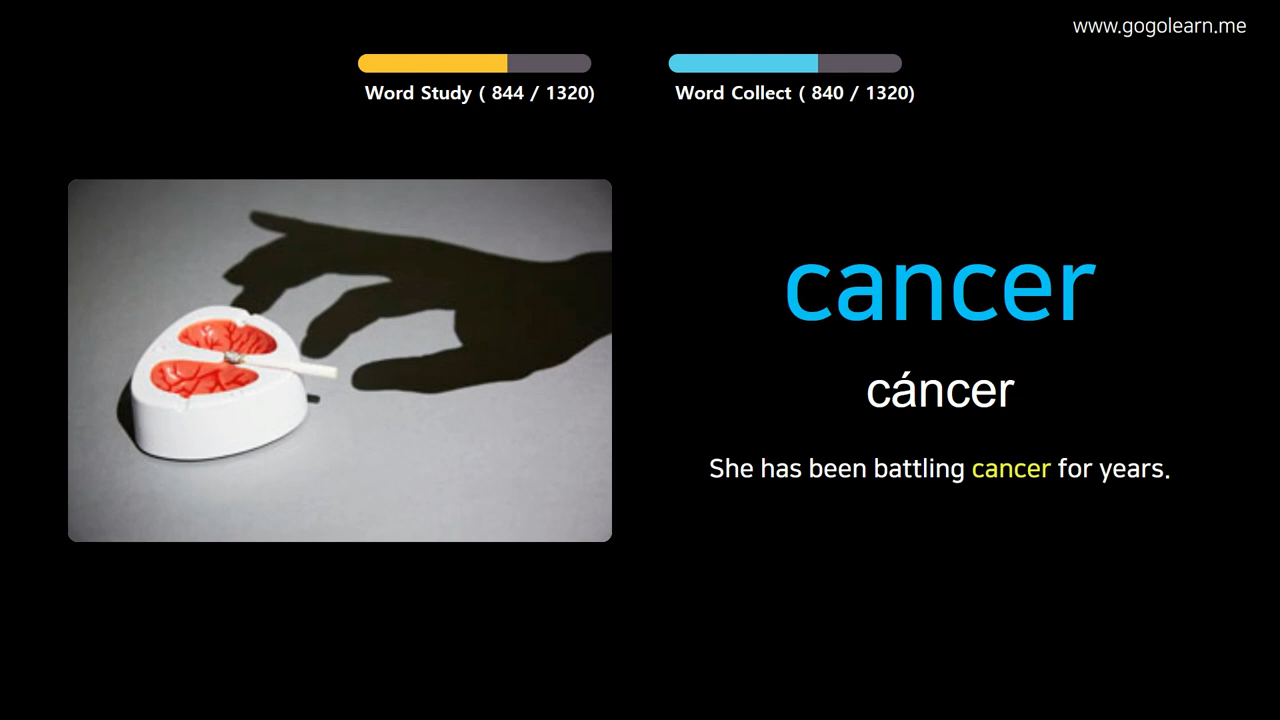 www.gogolearn.me
Word Study ( 844 / 1320)
Word Collect ( 840 / 1320)
cancer
cáncer
She has been battling cancer for years.